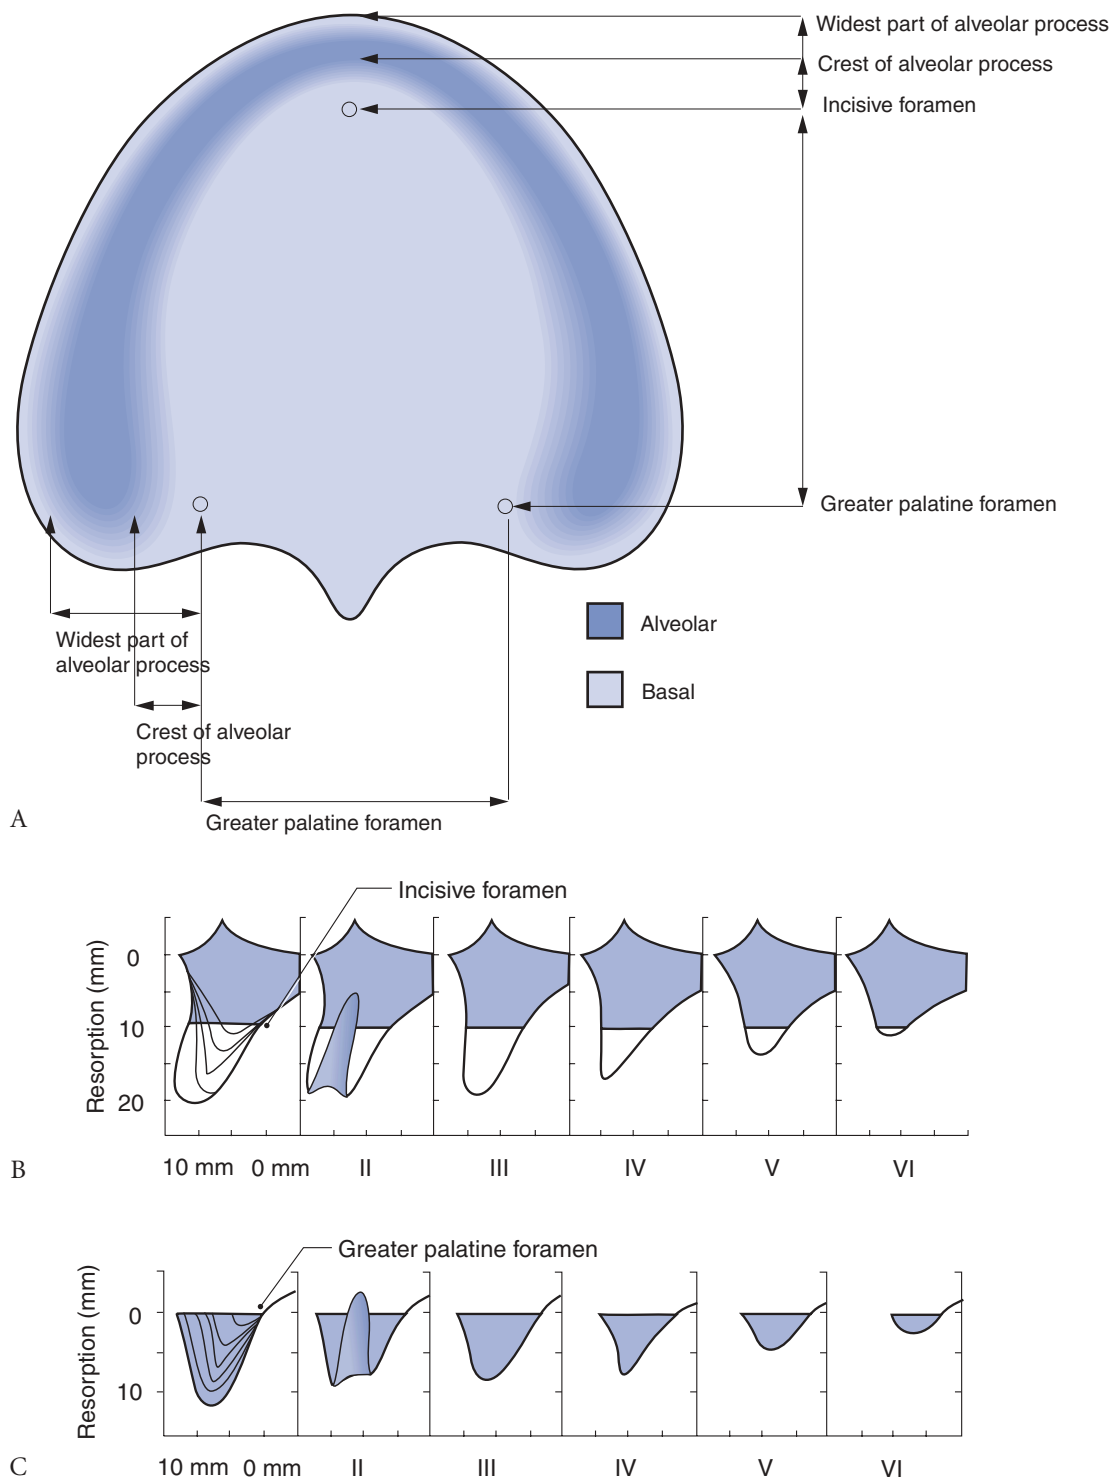 Widest part of alveolar process
Crest of alveolar process
Incisive foramen
Greater palatine foramen
Widest part of
alveolar process
Crest of alveolar
process
Greater palatine foramen
Alveolar
Basal
A
Incisive foramen
Resorption (mm)
0
10
20
B
10 mm 0 mm II III IV V VI
Greater palatine foramen
Resorption (mm)
0
10
C
10 mm 0 mm II III IV V VI